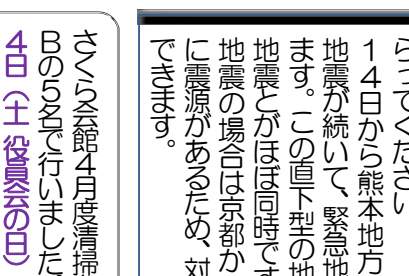 らってください
１４日から熊本地方
地震が続いて、緊急地
ます。この直下型の地
地震とがほぼ同時です
地震の場合は京都か
に震源があるため、対
できます。
さくら会館４月度清掃
Ｂの５名で行いました。
４日（土 役員会の日）